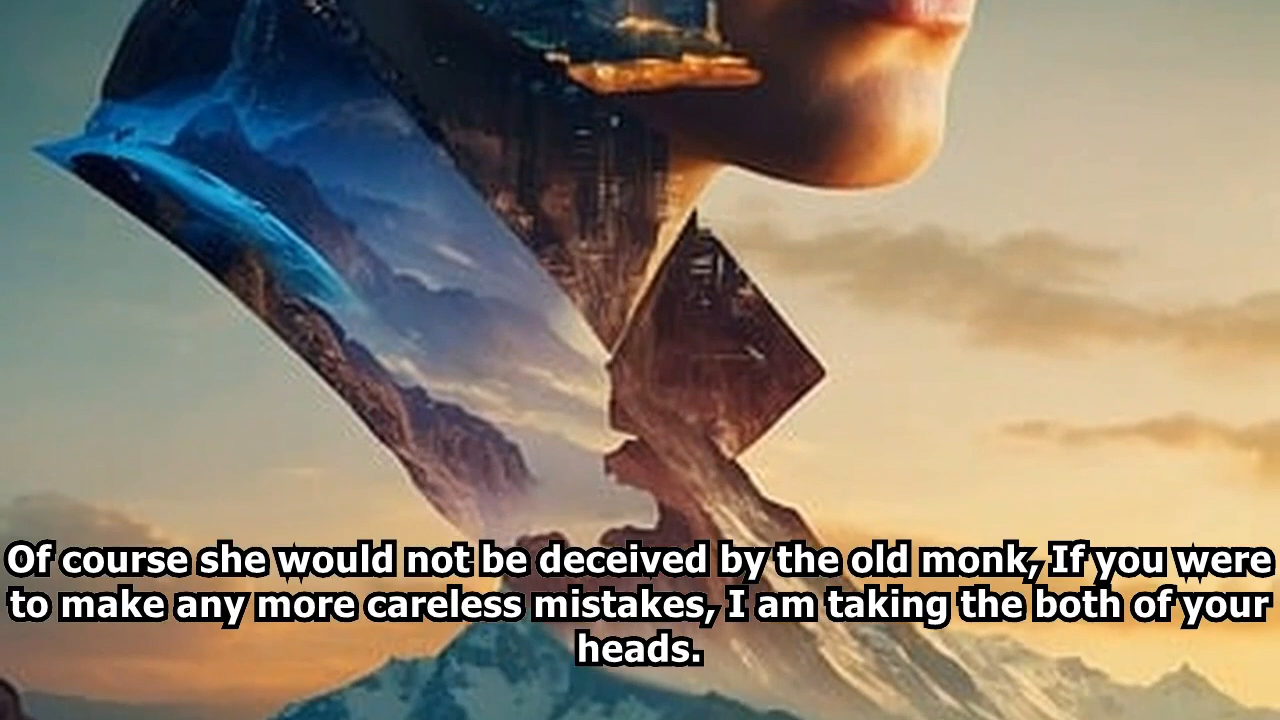 Of course she would not be deceived by the old monk, If you were
to make any more careless mistakes, I am taking the both of your
heads.